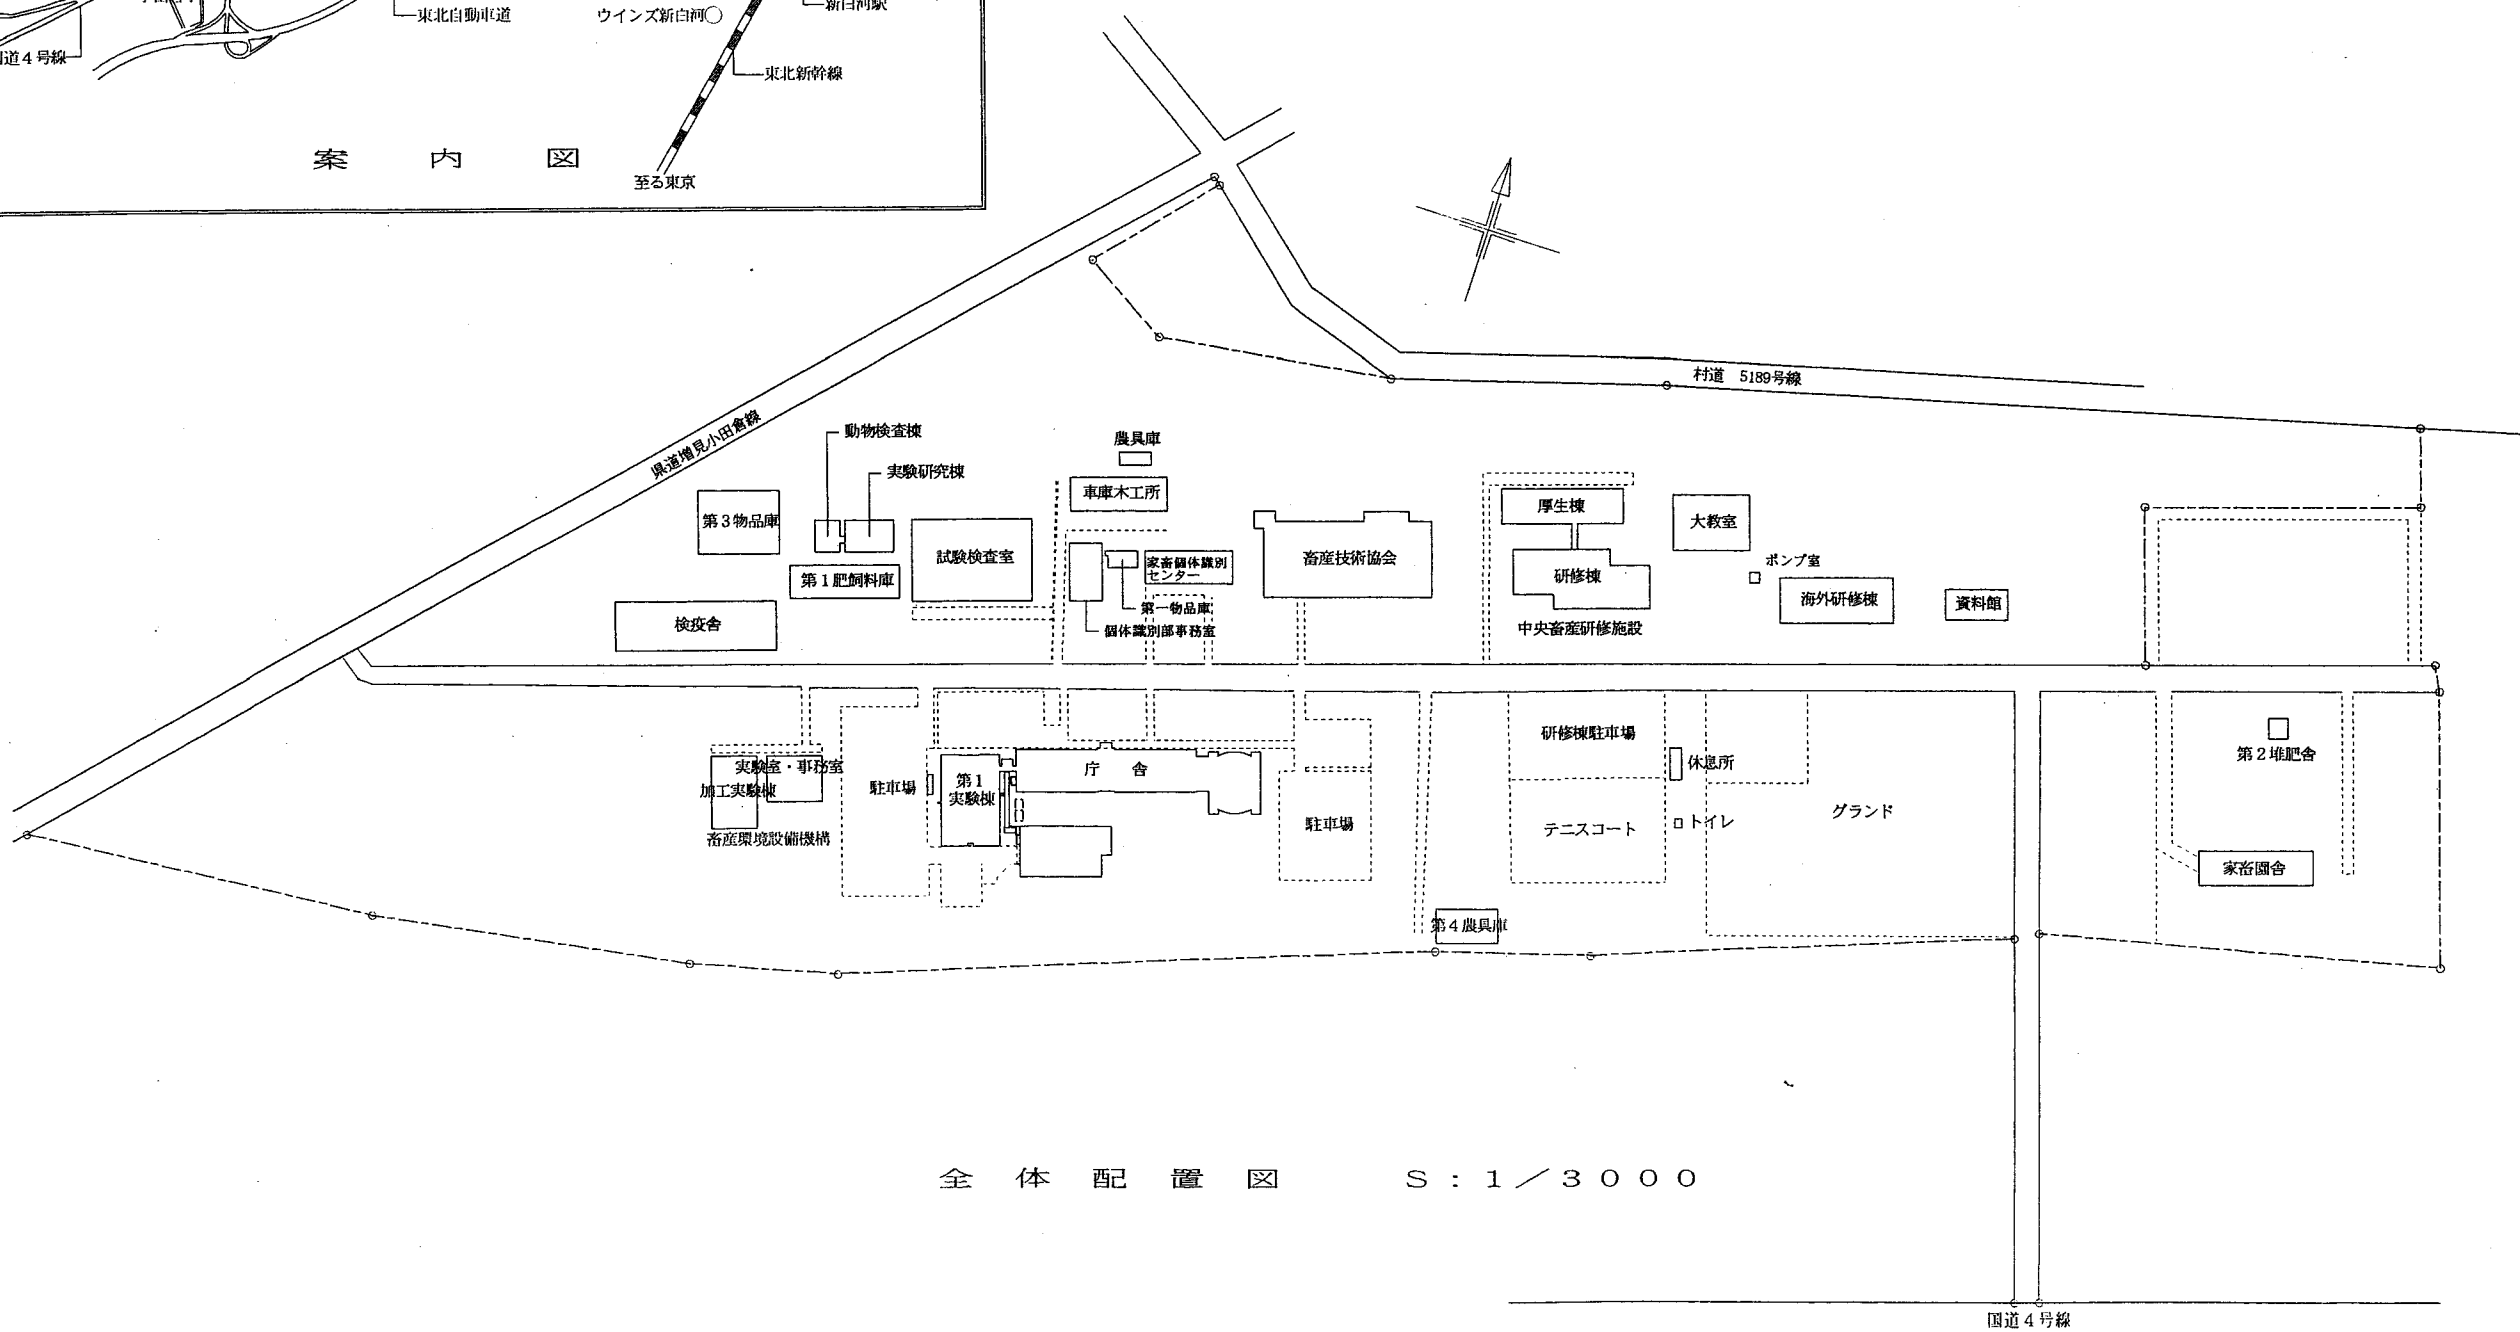 東北自動車道
ウインズ新白河
新白河駅
国道4号線
東北新幹線
案内図
至る東京
村道 5189号線
県道増見小田倉線
動物検査棟
農具庫
実験研究棟
車庫木工所
第3物品庫
厚生棟
大教室
試験検査室
畜産技術協会
家畜個体識別
センター
ポンプ室
第1肥飼料庫
研修棟
海外研修棟
資料館
第一物品庫
検疫舎
個体識別部事務室
中央畜産研修施設
研修棟駐車場
休息所
第2堆肥舎
実験室・事務室
庁舎
加工実験棟
駐車場
第1
実験棟
グランド
駐車場
テニスコート
トイレ
畜産環境設備機構
家畜園舎
第4農具庫
全体配置図 S:1/3000
国道4号線